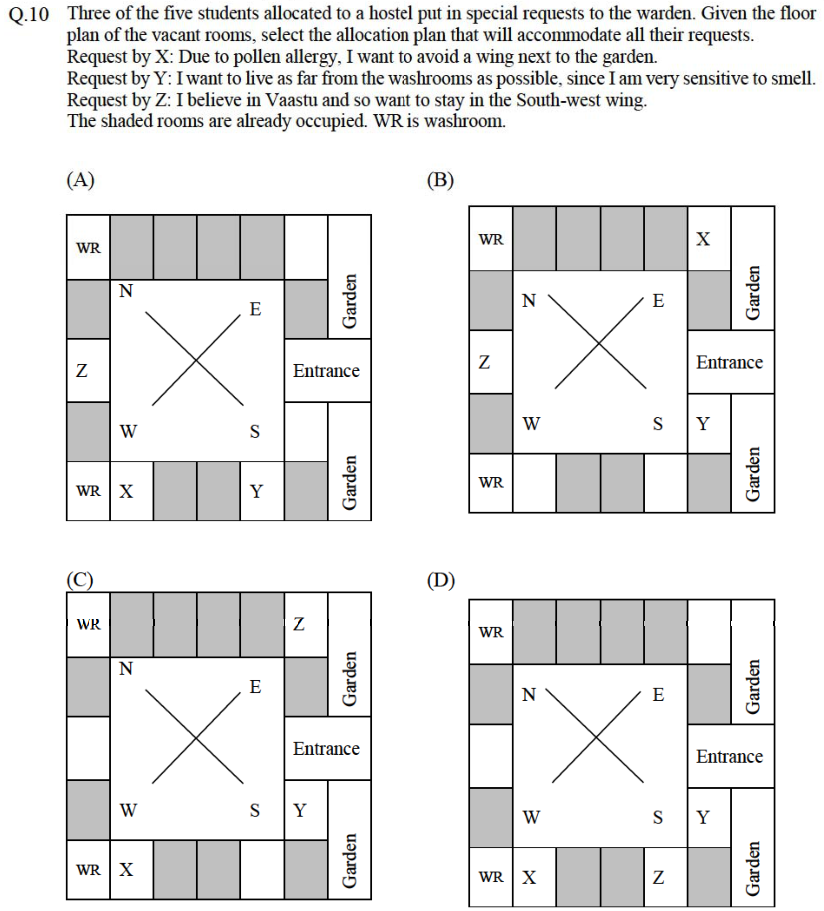 Q.10 Three of the five students allocated to a hostel put in special requests to the warden. Given the floor
plan of the vacant rooms, select the allocation plan that will accommodate all their requests.
Request by X: Due to pollen allergy, I want to avoid a wing next to the garden.
Request by Y: I want to live as far from the washrooms as possible, since I am very sensitive to smell.
Request by Z: I believe in Vaastu and so want to stay in the South-west wing.
The shaded rooms are already occupied. WR is washroom.
(A)
WR
Garden
N
E
Z
Entrance
W
S
WR X Y
Garden
(B)
WR
X
Garden
N
E
Z
Entrance
W
S
Y
WR
Garden
(C)
WR
Z
Garden
N
E
Entrance
W
S
Y
WR X
Garden
(D)
WR
Garden
N
E
Entrance
W
S
Y
WR X Z
Garden